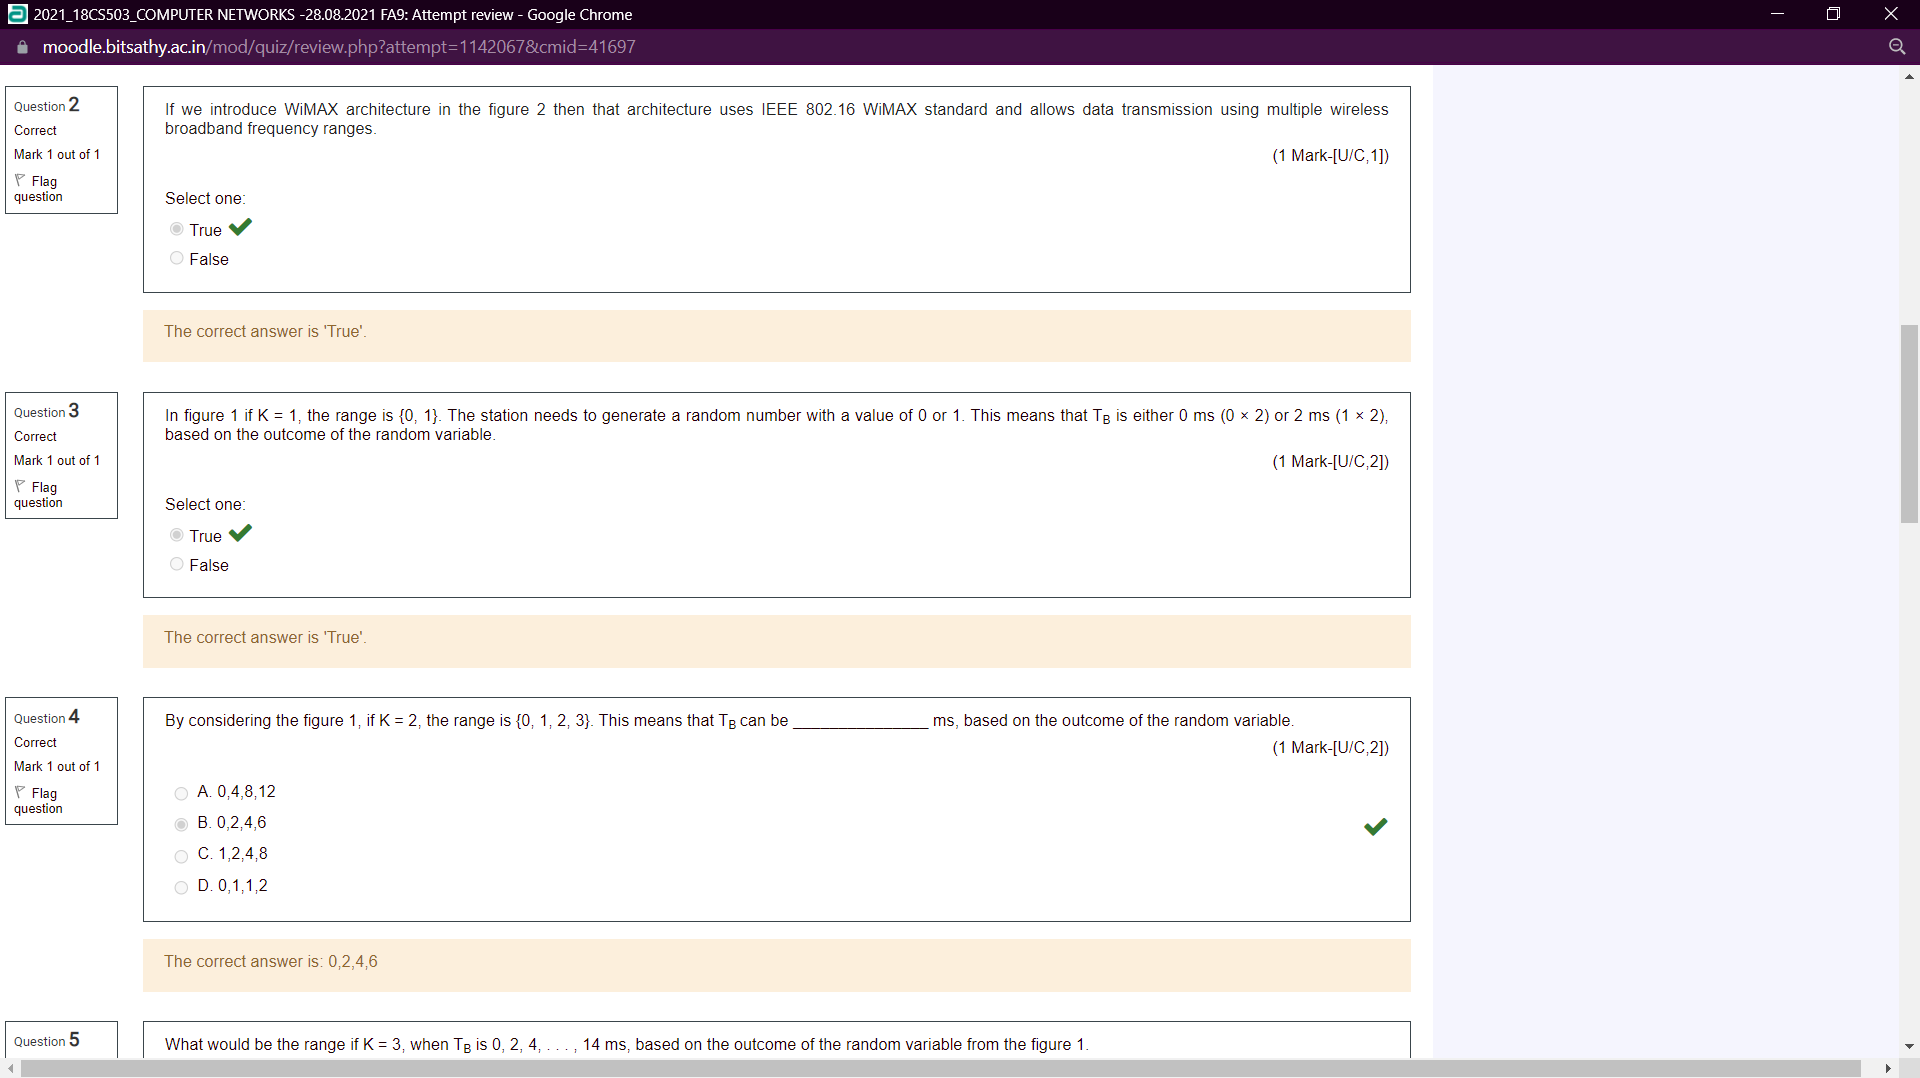 2021_18CS503_COMPUTER NETWORKS -28.08.2021 FA9: Attempt review - Google Chrome
moodle.bitsathy.ac.in/mod/quiz/review.php?attempt=1142067&cmid=41697
Question 2
Correct
Mark 1 out of 1
Flag
question
If we introduce WiMAX architecture in the figure 2 then that architecture uses IEEE 802.16 WiMAX standard and allows data transmission using multiple wireless
broadband frequency ranges.
(1 Mark-[U/C,1])
Select one:
True
False
The correct answer is 'True'.
Question 3
Correct
Mark 1 out of 1
Flag
question
In figure 1 if K = 1, the range is {0, 1}. The station needs to generate a random number with a value of 0 or 1. This means that TB is either 0 ms (0 × 2) or 2 ms (1 × 2),
based on the outcome of the random variable.
(1 Mark-[U/C,2])
Select one:
True
False
The correct answer is 'True'.
Question 4
Correct
Mark 1 out of 1
Flag
question
By considering the figure 1, if K = 2, the range is {0, 1, 2, 3}. This means that TB can be _______________ ms, based on the outcome of the random variable.
(1 Mark-[U/C,2])
A. 0,4,8,12
B. 0,2,4,6
C. 1,2,4,8
D. 0,1,1,2
The correct answer is: 0,2,4,6
Question 5
What would be the range if K = 3, when TB is 0, 2, 4, . . . , 14 ms, based on the outcome of the random variable from the figure 1.